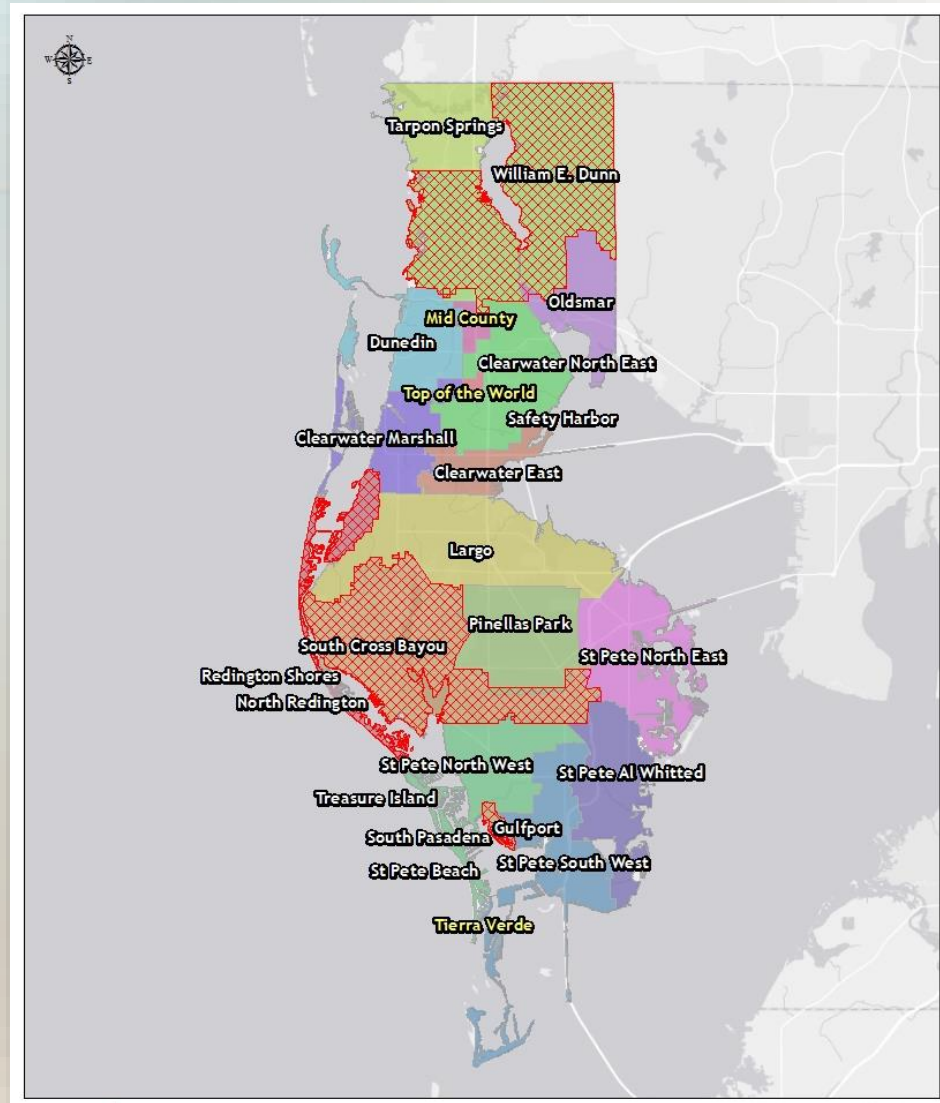 N
W E
S
Tarpon Springs
William E. Dunn
Oldsmar
Mid County
Dunedin
Clearwater North East
Top of the World
Safety Harbor
Clearwater Marshall
Clearwater East
Largo
Pinellas Park
South Cross Bayou
St Pete North East
Redington Shores
North Redington
St Pete North West
St Pete Al Whitted
Treasure Island
Gulfport
South Pasadena
St Pete South West
St Pete Beach
Tierra Verde